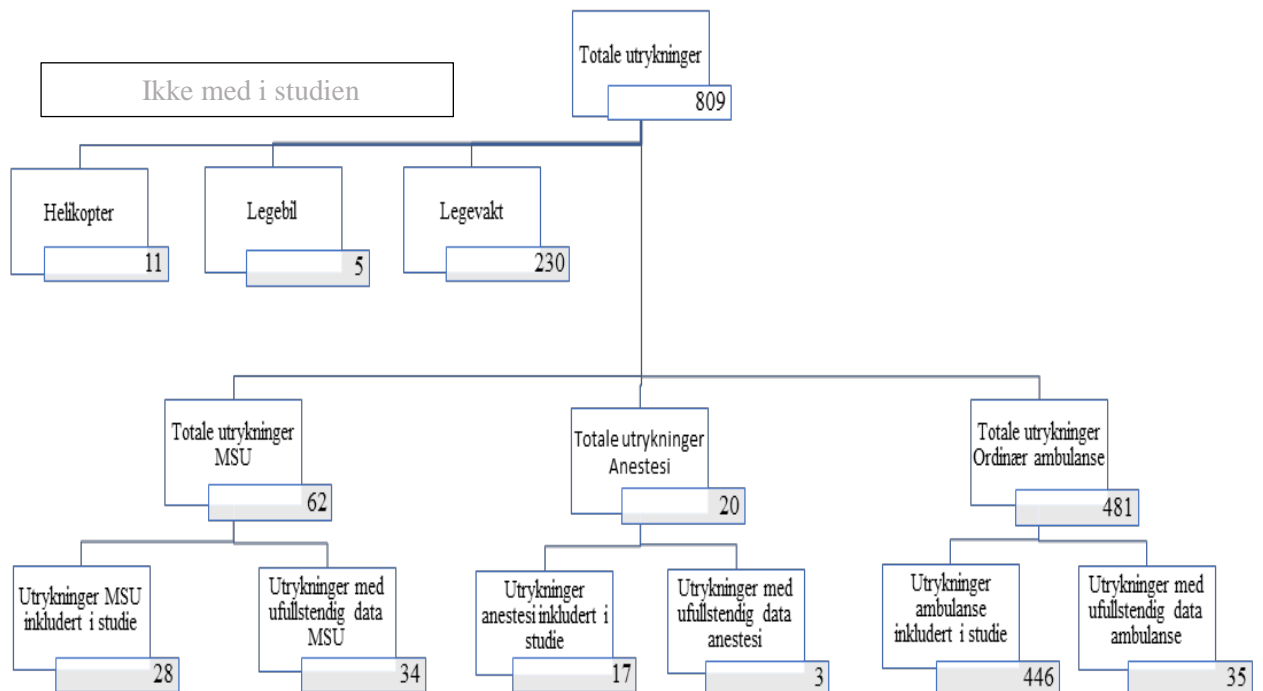 Totale utrykninger
809
Ikke med i studien
Helikopter
11
Legebil
5
Legevakt
230
Totale utrykninger
MSU
62
Totale utrykninger
Anestesi
20
Totale utrykninger
Ordinær ambulanse
481
Utrykninger MSU
inkludert i studie
28
Utrykninger med
ufullstendig data
MSU
34
Utrykninger
anestesi inkludert i
studie
17
Utrykninger med
ufullstendig data
anestesi
3
Utrykninger
ambulanse
inkludert i studie
446
Utrykninger med
ufullstendig data
ambulanse
35